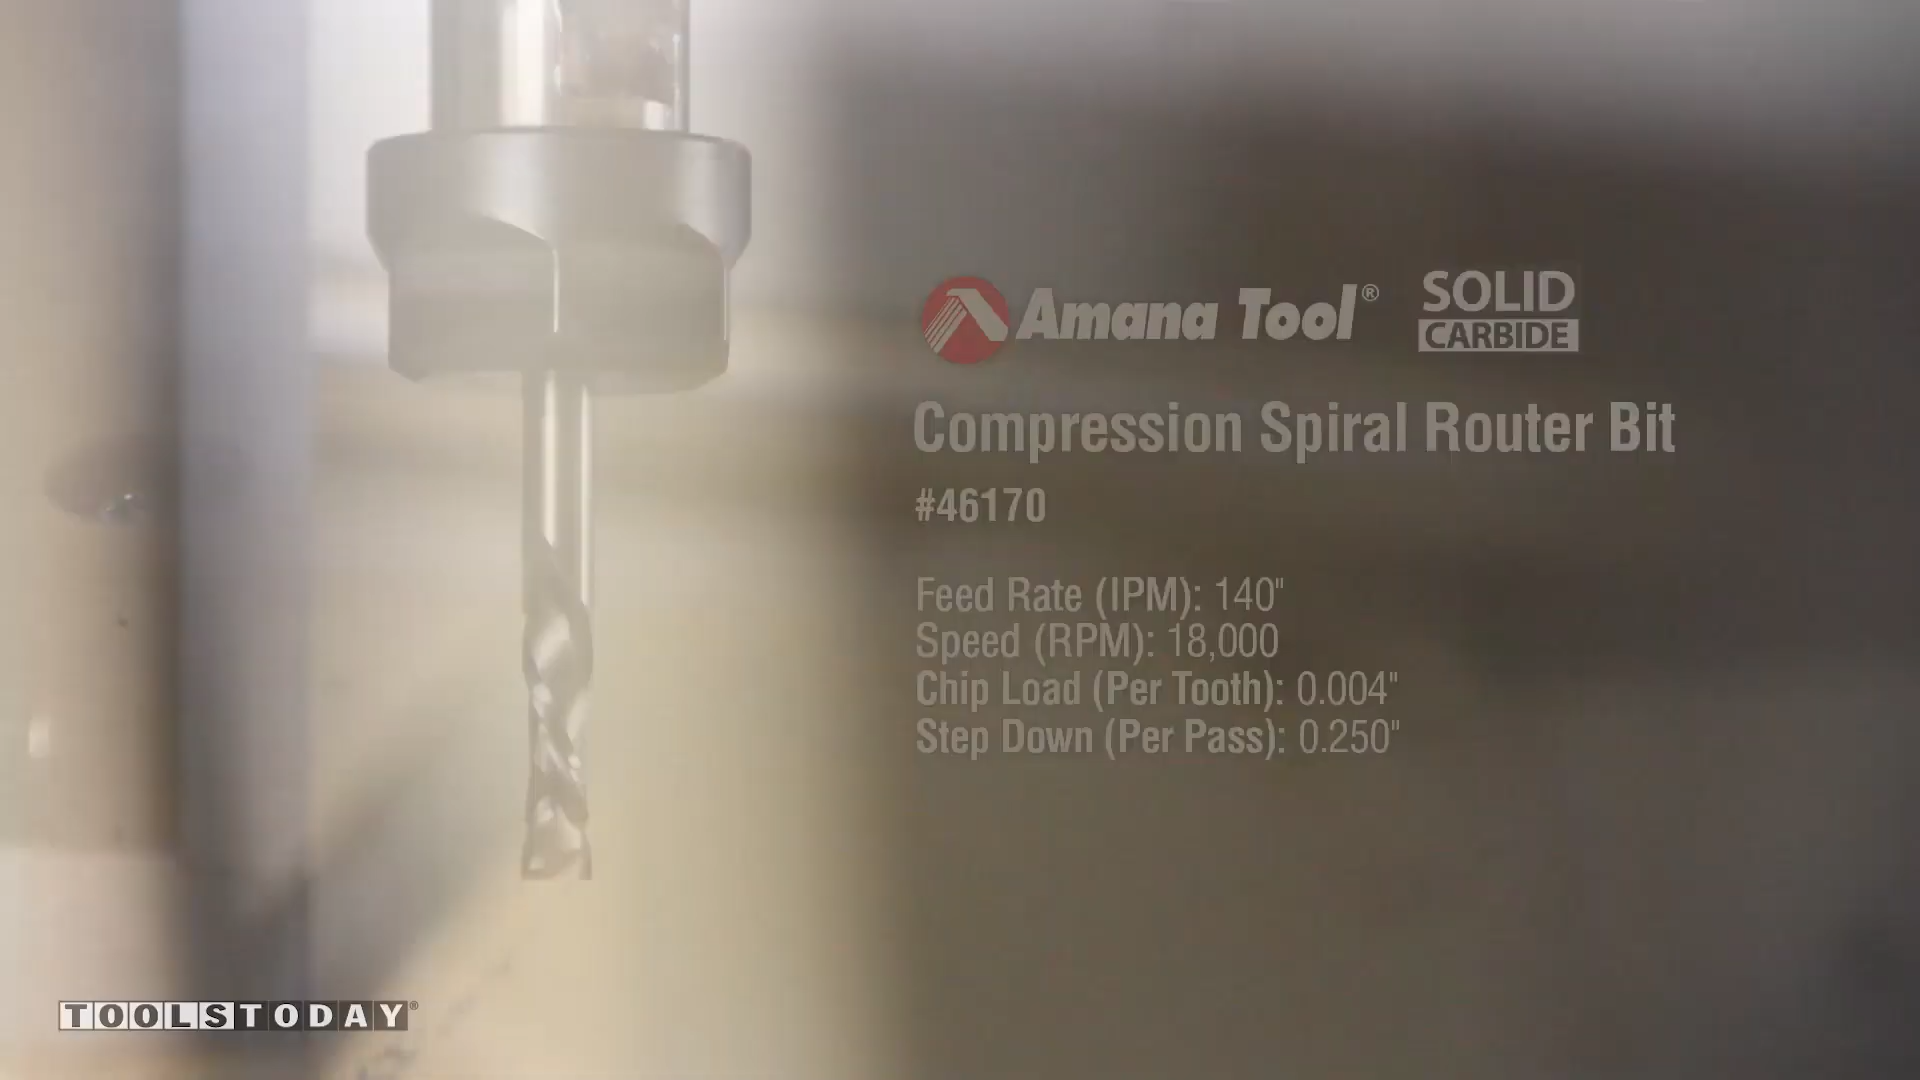 Amana Tool®
SOLID
CARBIDE
Compression Spiral Router Bit
#46170
Feed Rate (IPM): 140"
Speed (RPM): 18,000
Chip Load (Per Tooth): 0.004"
Step Down (Per Pass): 0.250"
TOOLSTODAY®